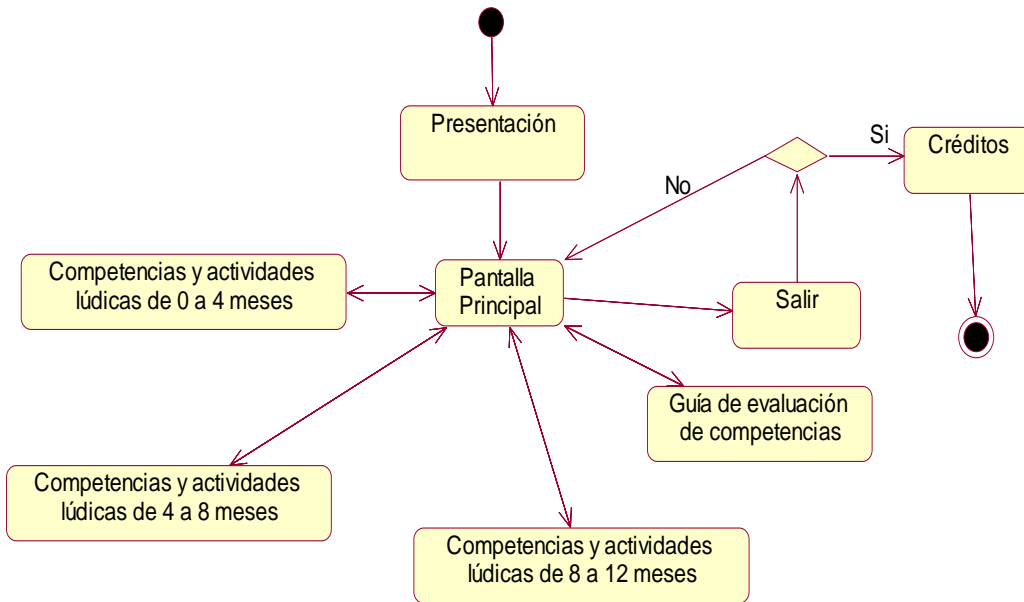 Presentación
Si
Créditos
No
Competencias y actividades
lúdicas de 0 a 4 meses
Pantalla
Principal
Salir
Guía de evaluación
de competencias
Competencias y actividades
lúdicas de 4 a 8 meses
Competencias y actividades
lúdicas de 8 a 12 meses